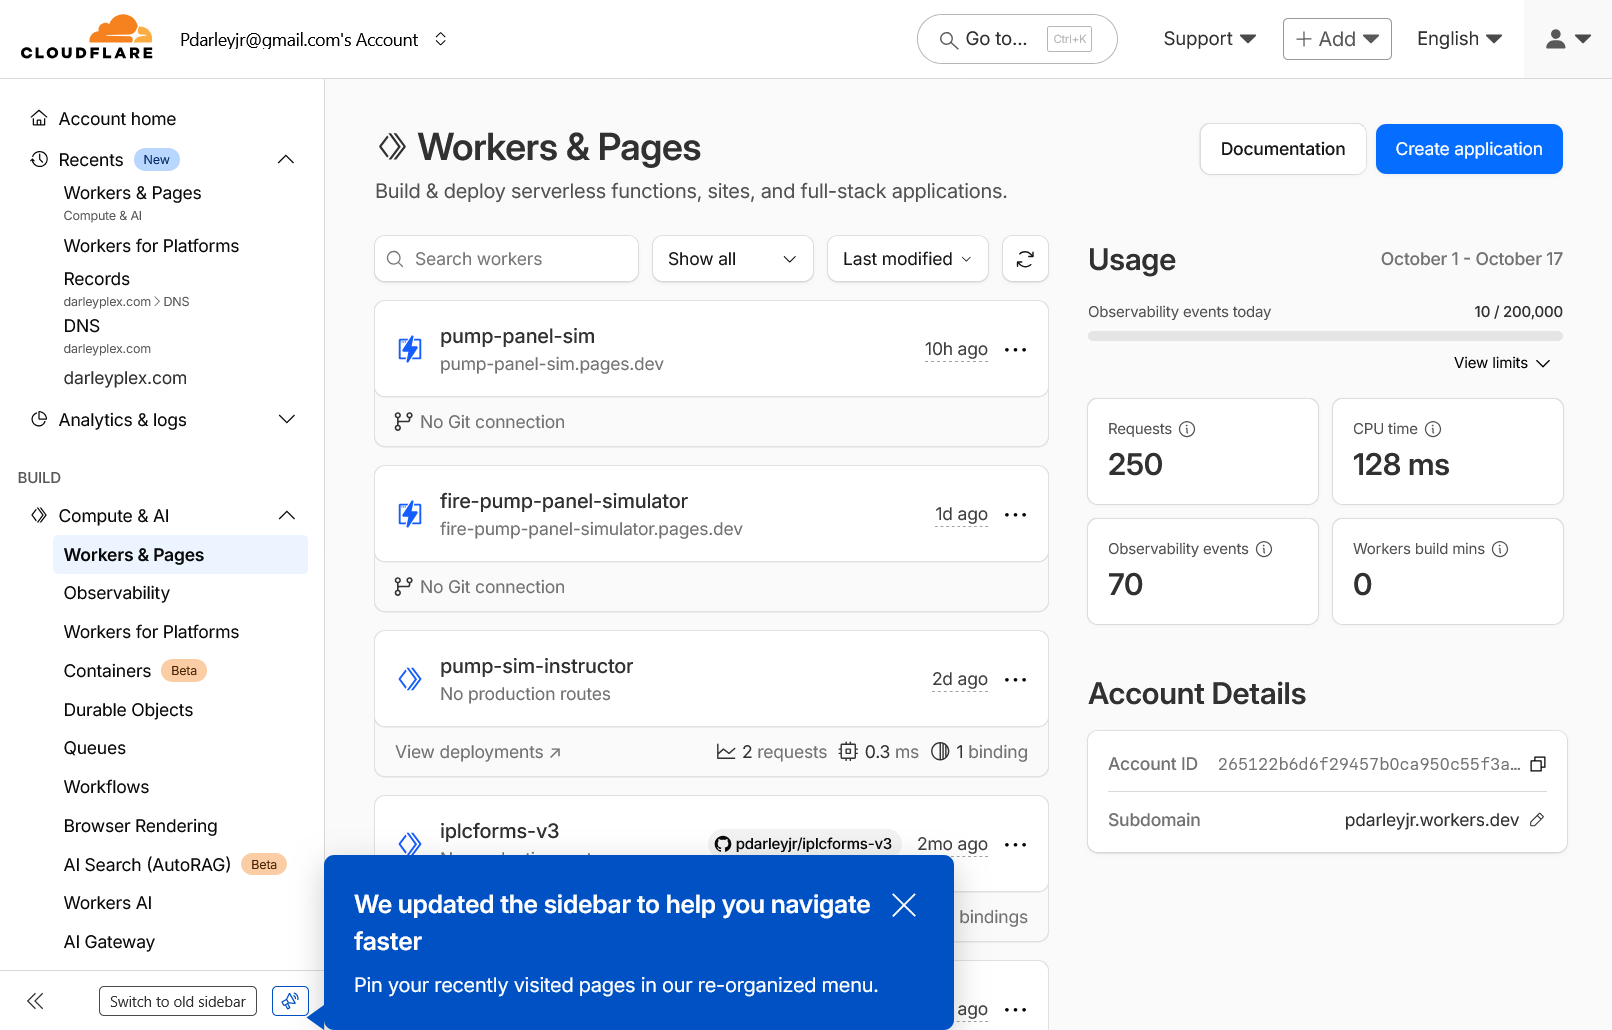 CLOUDFLARE
Pdarleyjr@gmail.com's Account
Go to... Ctrl+K
Support
Add
English
Account home
Recents New
Workers & Pages
Compute & AI
Workers for Platforms
Records
darleyplex.com > DNS
DNS
darleyplex.com
darleyplex.com
Analytics & logs
BUILD
Compute & AI
Workers & Pages
Observability
Workers for Platforms
Containers Beta
Durable Objects
Queues
Workflows
Browser Rendering
AI Search (AutoRAG) Beta
Workers AI
AI Gateway
Switch to old sidebar
Workers & Pages
Build & deploy serverless functions, sites, and full-stack applications.
Documentation
Create application
Search workers
Show all
Last modified
pump-panel-sim
pump-panel-sim.pages.dev
10h ago
No Git connection
fire-pump-panel-simulator
fire-pump-panel-simulator.pages.dev
1d ago
No Git connection
pump-sim-instructor
No production routes
2d ago
View deployments
2 requests 0.3 ms 1 binding
iplcforms-v3
pdarleyjr/iplcforms-v3
2mo ago
bindings
ago
We updated the sidebar to help you navigate
faster
Pin your recently visited pages in our re-organized menu.
Usage
October 1 - October 17
Observability events today
10 / 200,000
View limits
Requests
250
CPU time
128 ms
Observability events
70
Workers build mins
0
Account Details
Account ID 265122b6d6f29457b0ca950c55f3a…
Subdomain pdarleyjr.workers.dev